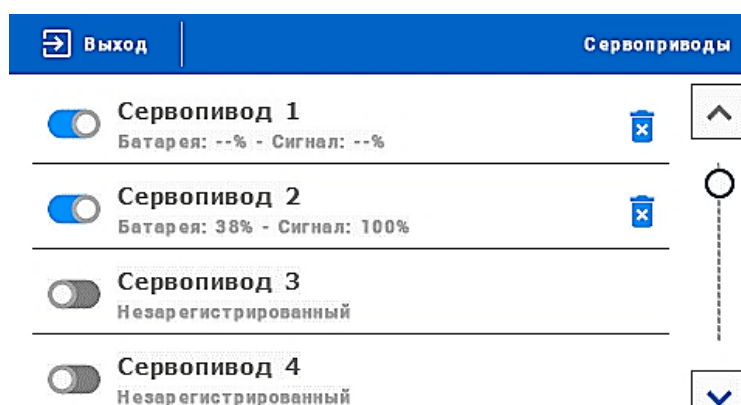 Выход
Сервоприводы
Сервопивод 1
Батарея: --% - Сигнал: --%
Сервопивод 2
Батарея: 38% - Сигнал: 100%
Сервопивод 3
Незарегистрированный
Сервопивод 4
Незарегистрированный